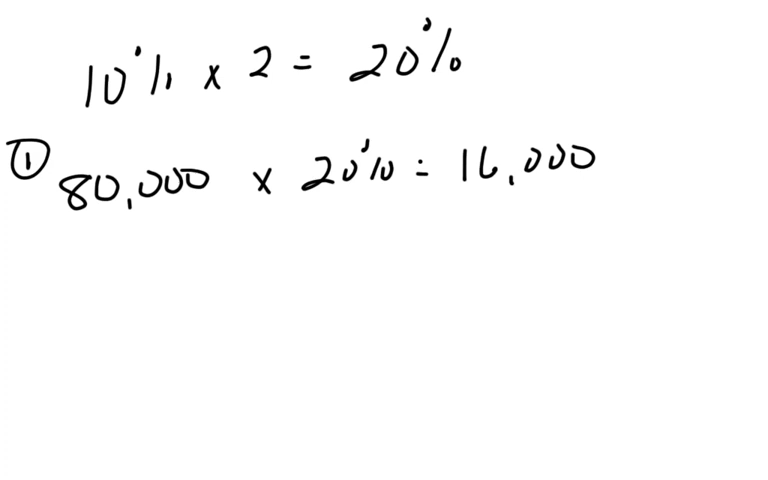 10% x 2 = 20%
① 80,000 x 20% = 16,000